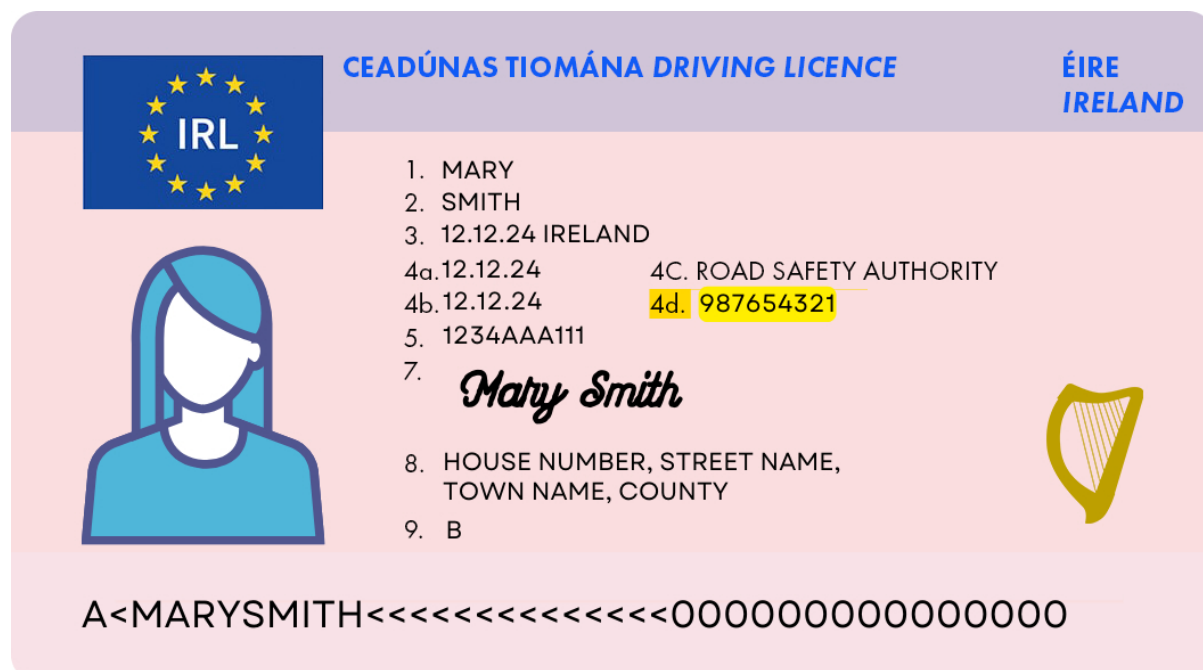 CEADÚNAS TIOMÁNA DRIVING LICENCE
ÉIRE
IRELAND
IRL
1. MARY
2. SMITH
3. 12.12.24 IRELAND
4a. 12.12.24 4C. ROAD SAFETY AUTHORITY
4b. 12.12.24 4d. 987654321
5. 1234AAA111
7. Mary Smith
8. HOUSE NUMBER, STREET NAME,
TOWN NAME, COUNTY
9. B
A<MARYSMITH<<<<<<<<<<<<<<000000000000000